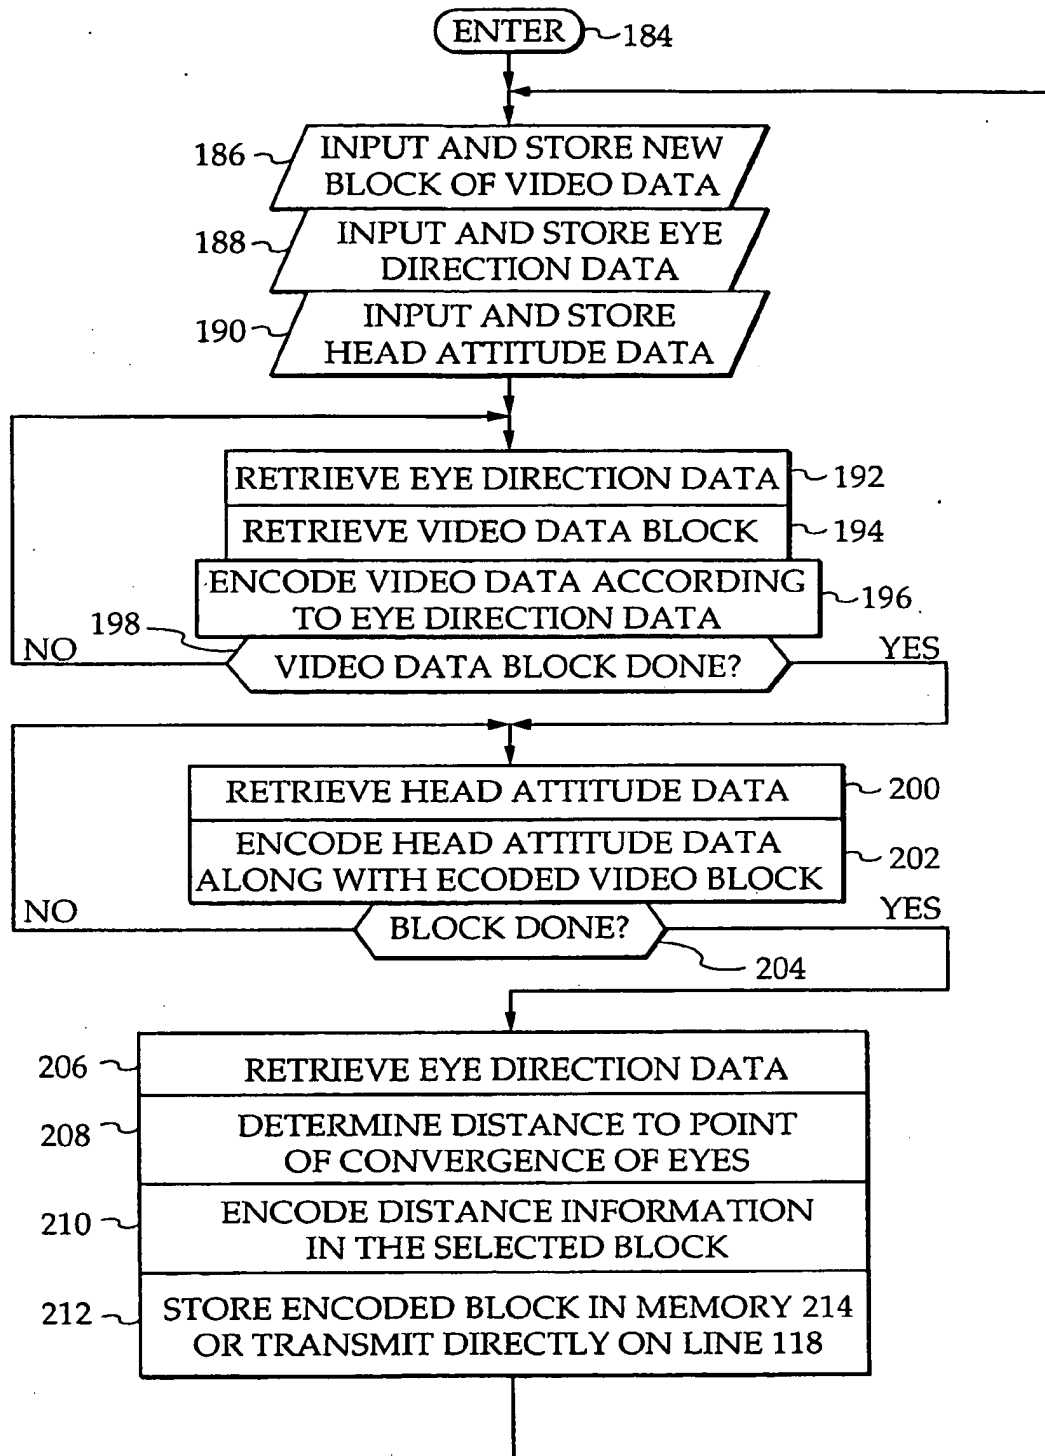 ENTER 184
186 INPUT AND STORE NEW
BLOCK OF VIDEO DATA
188 INPUT AND STORE EYE
DIRECTION DATA
190 INPUT AND STORE
HEAD ATTITUDE DATA
RETRIEVE EYE DIRECTION DATA 192
RETRIEVE VIDEO DATA BLOCK 194
ENCODE VIDEO DATA ACCORDING
TO EYE DIRECTION DATA 196
198
NO VIDEO DATA BLOCK DONE? YES
RETRIEVE HEAD ATTITUDE DATA 200
ENCODE HEAD ATTITUDE DATA
ALONG WITH ECODED VIDEO BLOCK 202
NO BLOCK DONE? YES
204
206 RETRIEVE EYE DIRECTION DATA
208 DETERMINE DISTANCE TO POINT
OF CONVERGENCE OF EYES
210 ENCODE DISTANCE INFORMATION
IN THE SELECTED BLOCK
212 STORE ENCODED BLOCK IN MEMORY 214
OR TRANSMIT DIRECTLY ON LINE 118